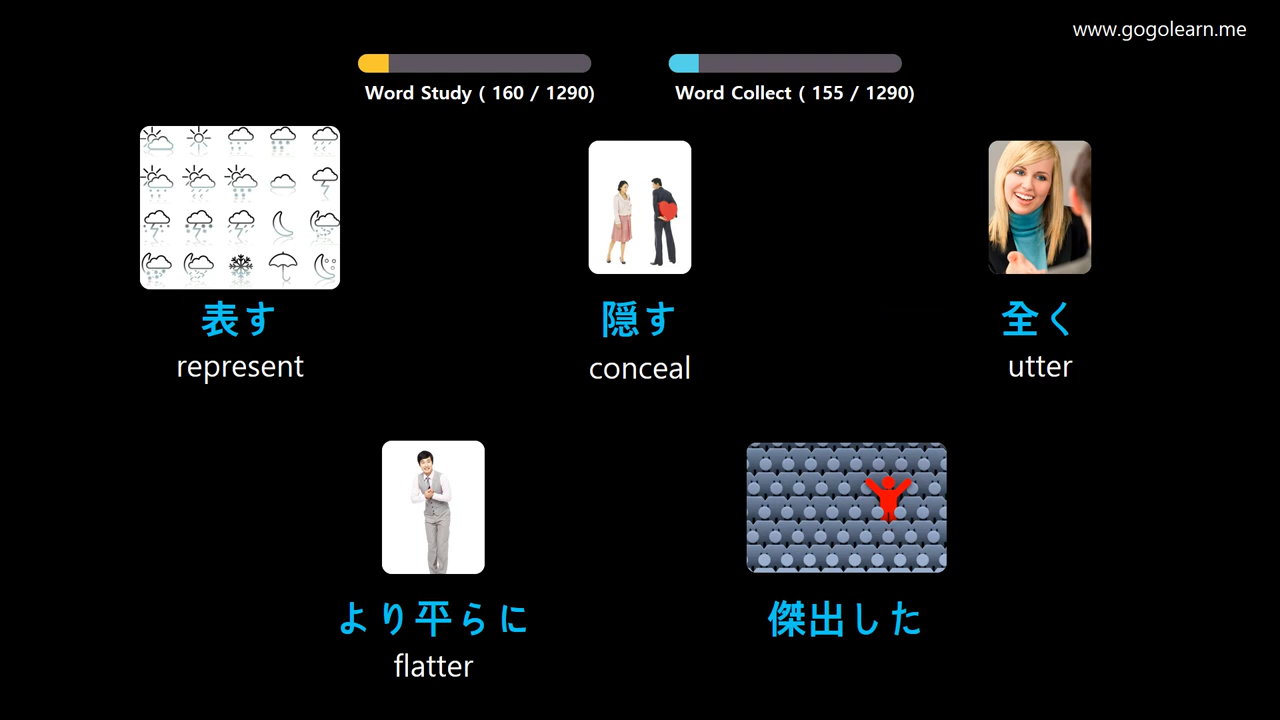 www.gogolearn.me
Word Study ( 160 / 1290)
Word Collect ( 155 / 1290)
表す
represent
隠す
conceal
全く
utter
より平らに
flatter
傑出した